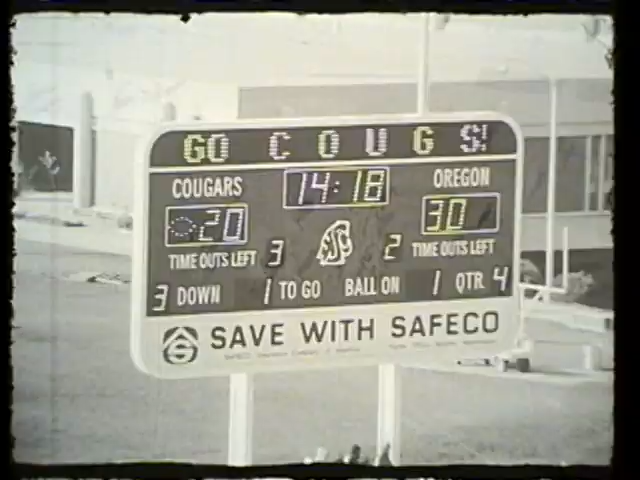 GO COUGS!
COUGARS 14:18 OREGON
20 30
TIME OUTS LEFT 3 WSC 2 TIME OUTS LEFT
3 DOWN 1 TO GO BALL ON 1 QTR 4
SAVE WITH SAFECO